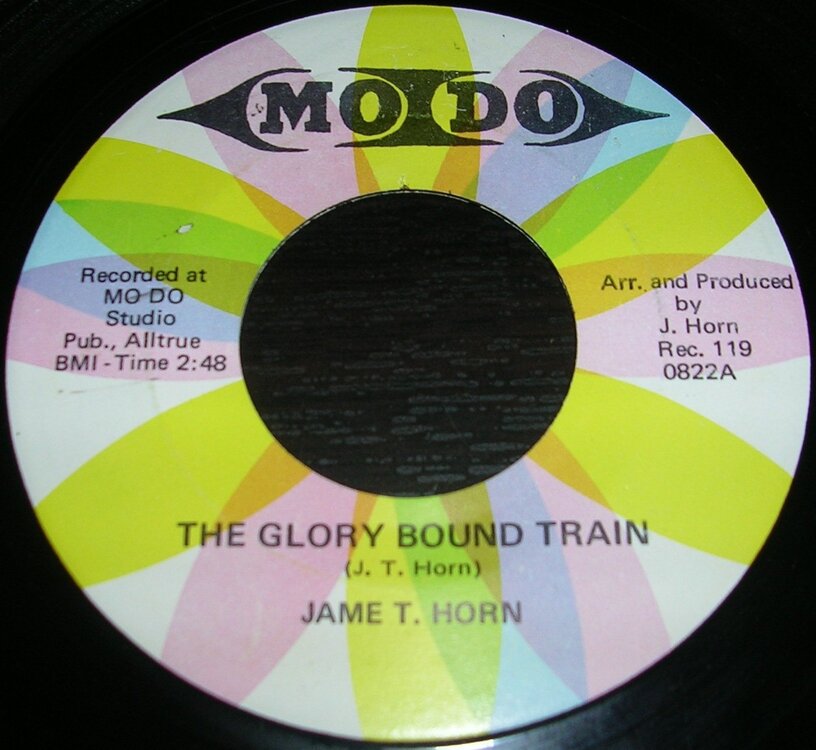 MO DO
Recorded at
MO DO
Studio
Pub., Alltrue
BMI - Time 2:48
Arr. and Produced
by
J. Horn
Rec. 119
0822A
THE GLORY BOUND TRAIN
(J. T. Horn)
JAME T. HORN